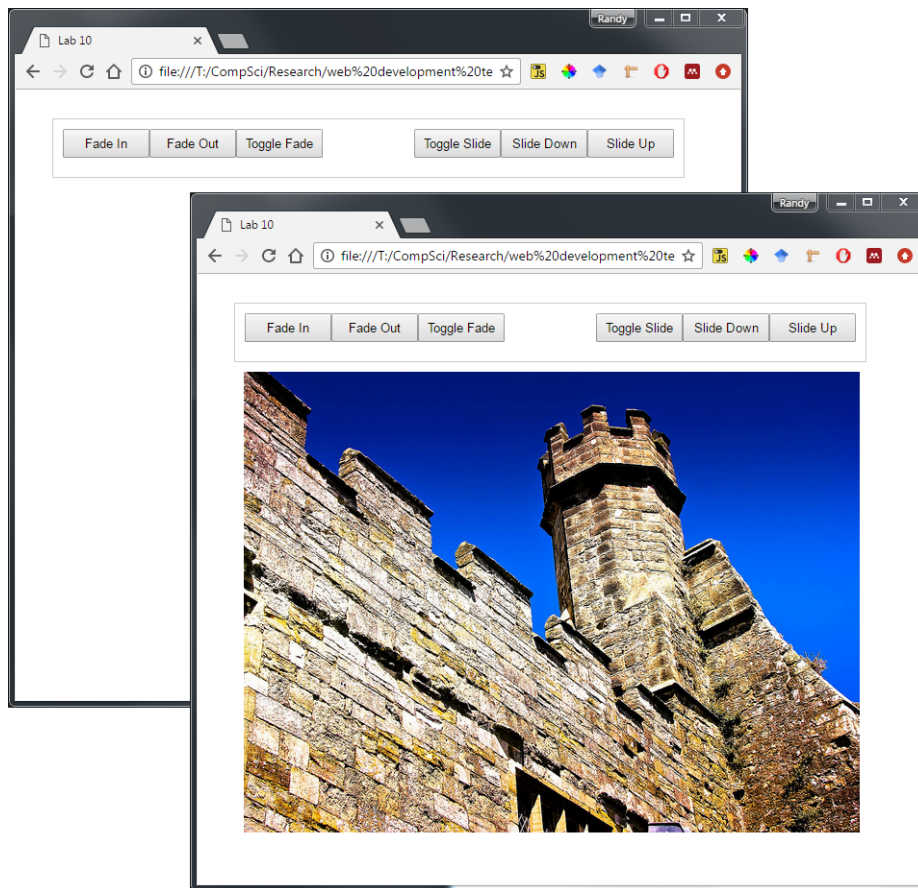 Randy
Lab 10
file:///T:/CompSci/Research/web%20development%20te
JS
Fade In Fade Out Toggle Fade Toggle Slide Slide Down Slide Up
Randy
Lab 10
file:///T:/CompSci/Research/web%20development%20te
JS
Fade In Fade Out Toggle Fade Toggle Slide Slide Down Slide Up